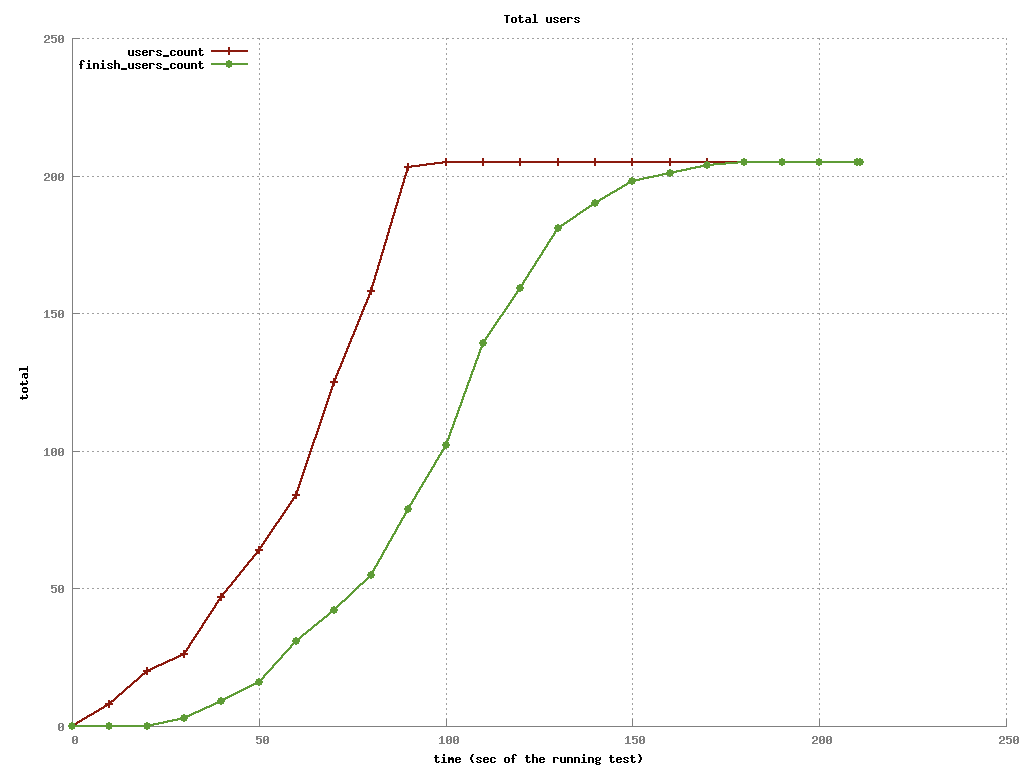 Total users
users_count
finish_users_count
250
200
150
100
50
0
total
0 50 100 150 200 250
time (sec of the running test)